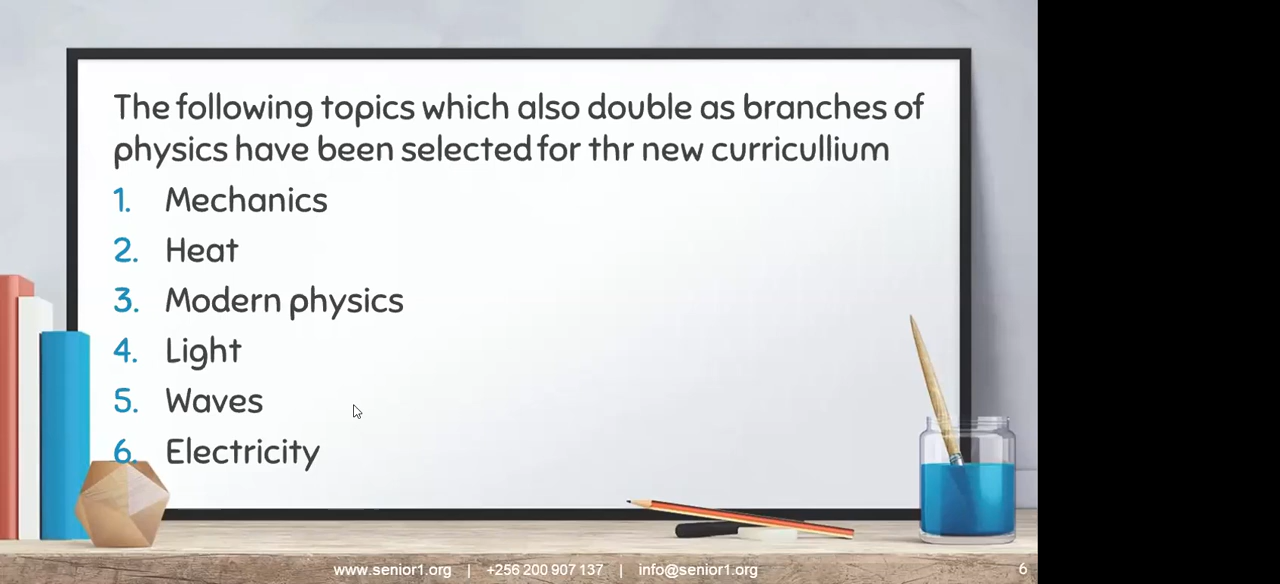 The following topics which also double as branches of
physics have been selected for thr new curricullium
1. Mechanics
2. Heat
3. Modern physics
4. Light
5. Waves
6. Electricity
www.senior1.org | +256 200 907 137 | info@senior1.org
6